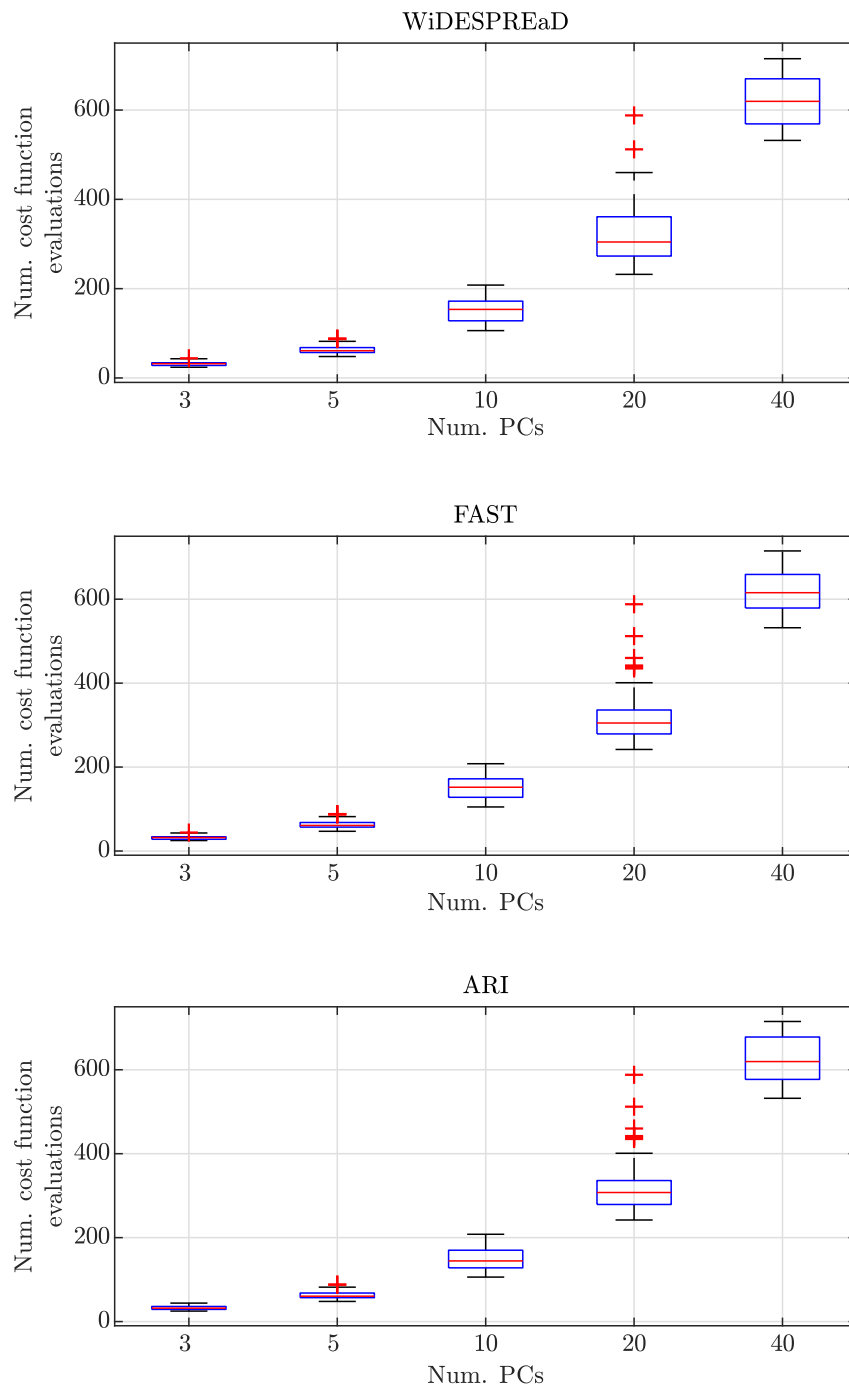 WiDESPREaD
Num. cost function
evaluations
600
400
200
0
3 5 10 20 40
Num. PCs
FAST
Num. cost function
evaluations
600
400
200
0
3 5 10 20 40
Num. PCs
ARI
Num. cost function
evaluations
600
400
200
0
3 5 10 20 40
Num. PCs